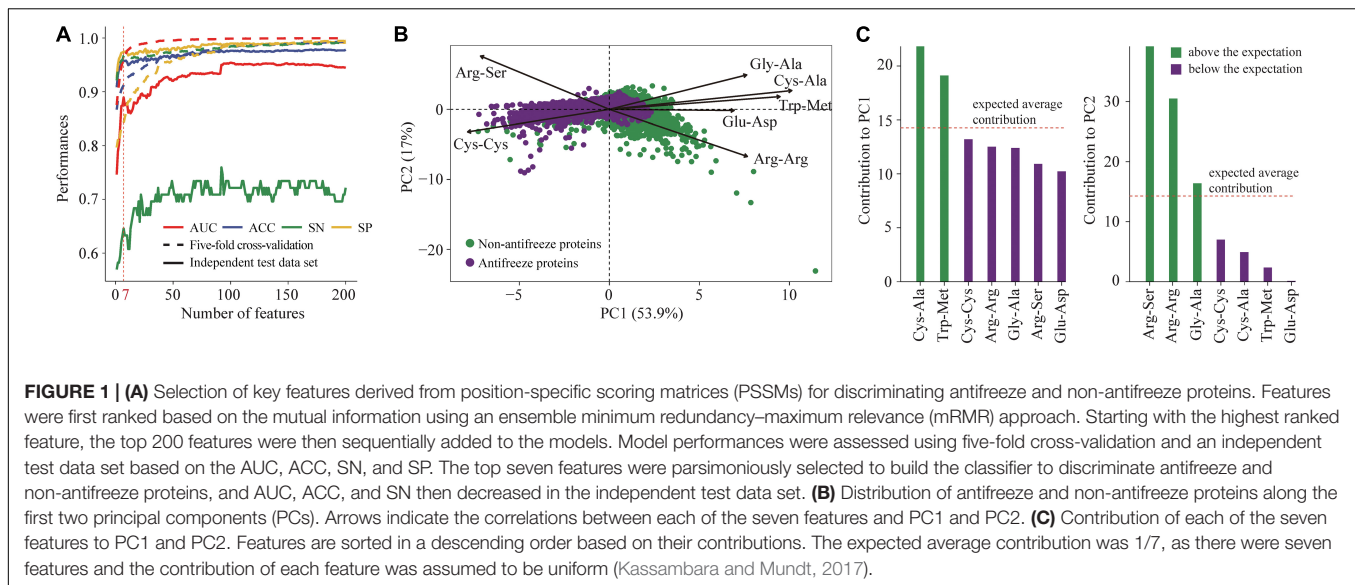 A
1.0
0.9
0.8
0.7
0.6
Performances
AUC ACC SN SP
Five-fold cross-validation
Independent test data set
0 7 50 100 150 200
Number of features
B
5
0
−10
−20
PC2 (17%)
Arg-Ser
Gly-Ala
Cys-Ala
Trp-Met
Glu-Asp
Cys-Cys
Arg-Arg
Non-antifreeze proteins
Antifreeze proteins
−5 0 5 10
PC1 (53.9%)
C
20
15
10
5
0
Contribution to PC1
expected average
contribution
Cys-Ala
Trp-Met
Cys-Cys
Arg-Arg
Gly-Ala
Arg-Ser
Glu-Asp
above the expectation
below the expectation
30
20
10
0
Contribution to PC2
expected average
contribution
Arg-Ser
Arg-Arg
Gly-Ala
Cys-Cys
Cys-Ala
Trp-Met
Glu-Asp
FIGURE 1 | (A) Selection of key features derived from position-specific scoring matrices (PSSMs) for discriminating antifreeze and non-antifreeze proteins. Features
were first ranked based on the mutual information using an ensemble minimum redundancy–maximum relevance (mRMR) approach. Starting with the highest ranked
feature, the top 200 features were then sequentially added to the models. Model performances were assessed using five-fold cross-validation and an independent
test data set based on the AUC, ACC, SN, and SP. The top seven features were parsimoniously selected to build the classifier to discriminate antifreeze and
non-antifreeze proteins, and AUC, ACC, and SN then decreased in the independent test data set. (B) Distribution of antifreeze and non-antifreeze proteins along the
first two principal components (PCs). Arrows indicate the correlations between each of the seven features and PC1 and PC2. (C) Contribution of each of the seven
features to PC1 and PC2. Features are sorted in a descending order based on their contributions. The expected average contribution was 1/7, as there were seven
features and the contribution of each feature was assumed to be uniform (Kassambara and Mundt, 2017).